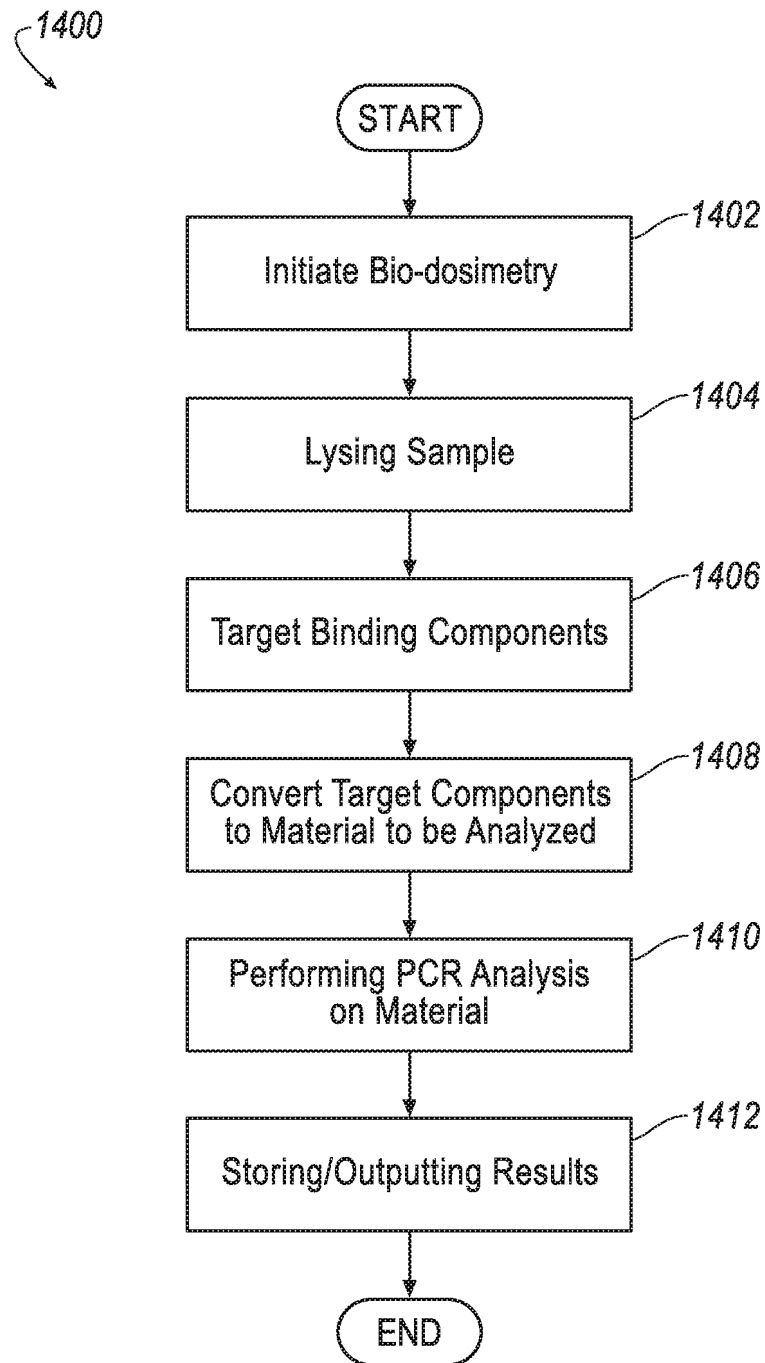 1400
START
1402
Initiate Bio-dosimetry
1404
Lysing Sample
1406
Target Binding Components
1408
Convert Target Components
to Material to be Analyzed
1410
Performing PCR Analysis
on Material
1412
Storing/Outputting Results
END